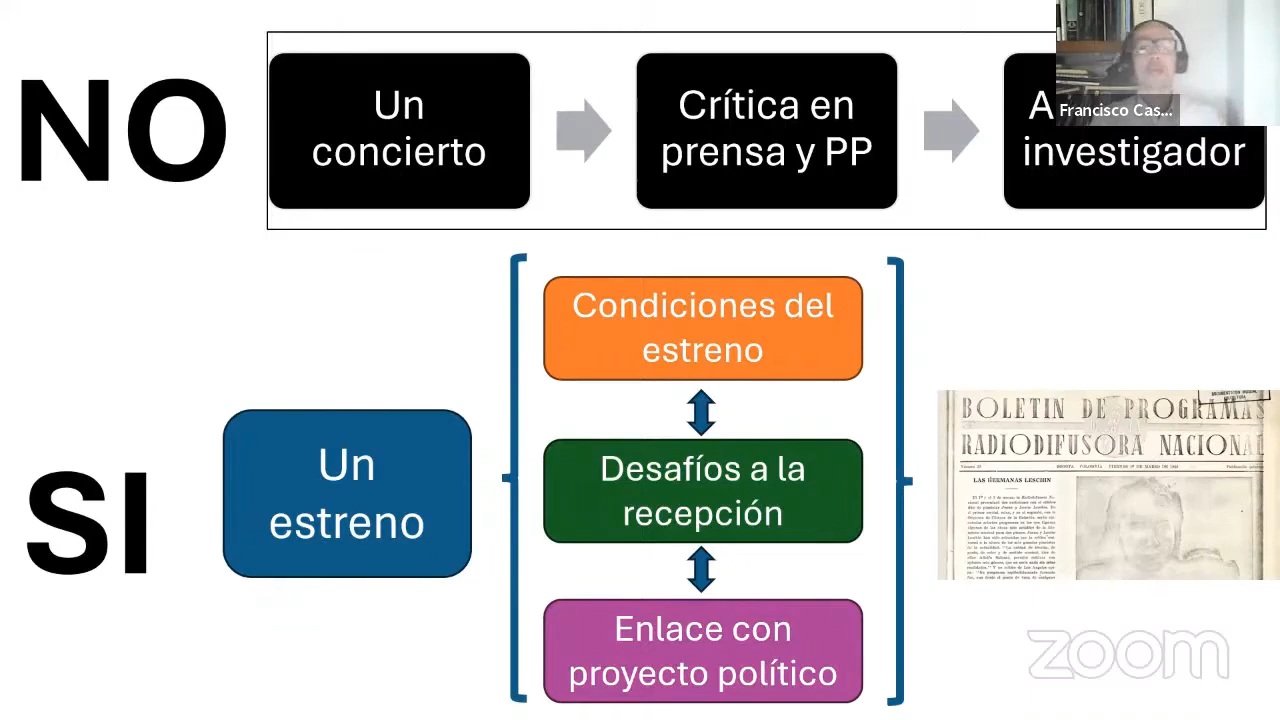 NO
Un
concierto
Crítica en
prensa y PP
A
investigador
Francisco Cas...
Condiciones del
estreno
SI
Un
estreno
Desafíos a la
recepción
Enlace con
proyecto político
BOLETIN DE PROGRAMAS
RADIODIFUSORA NACIONAL
LAS HERMANAS LESCHIN
zoom